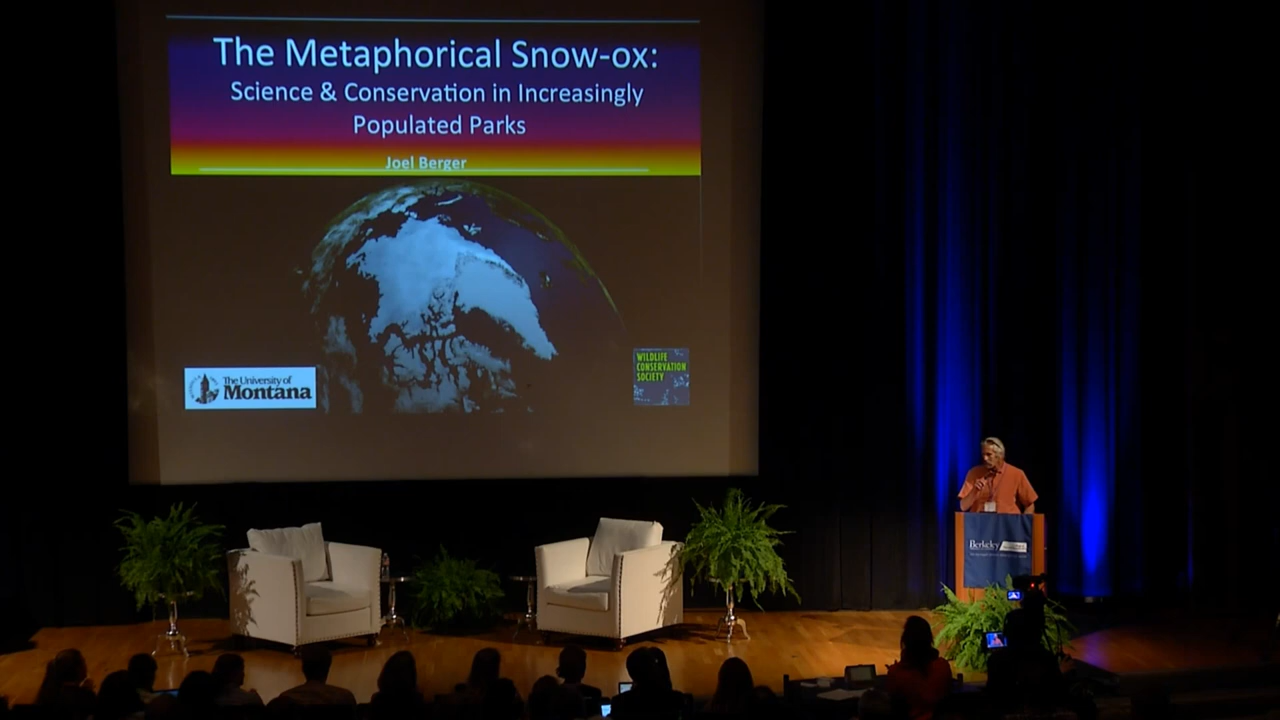 The Metaphorical Snow-ox:
Science & Conservation in Increasingly
Populated Parks
Joel Berger
The University of
Montana
WILDLIFE
CONSERVATION
SOCIETY
Berkeley